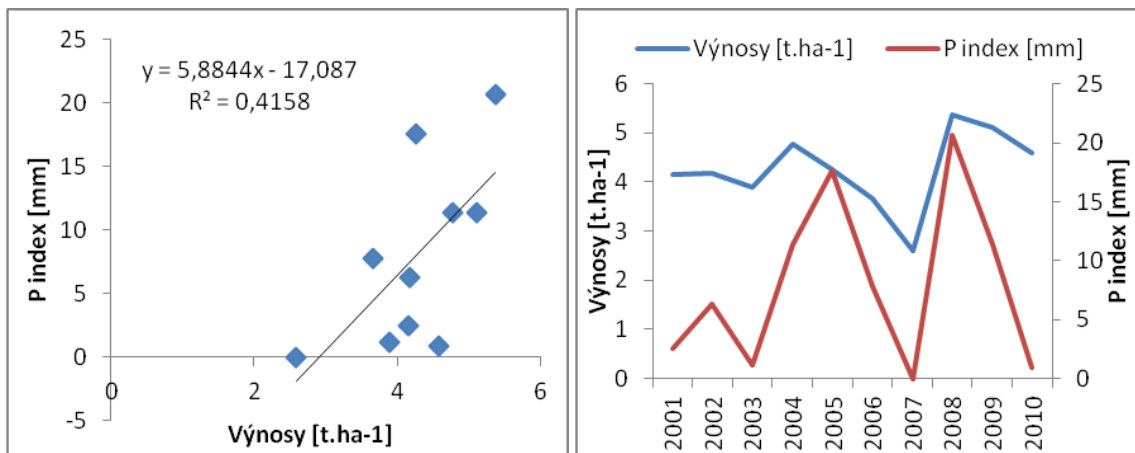 25
20
15
10
5
0
-5
P index [mm]
y = 5,8844x - 17,087
R² = 0,4158
0 2 4 6
Výnosy [t.ha-1]
Výnosy [t.ha-1] P index [mm]
6
5
4
3
2
1
0
Výnosy [t.ha-1]
25
20
15
10
5
0
P index [mm]
2001 2002 2003 2004 2005 2006 2007 2008 2009 2010